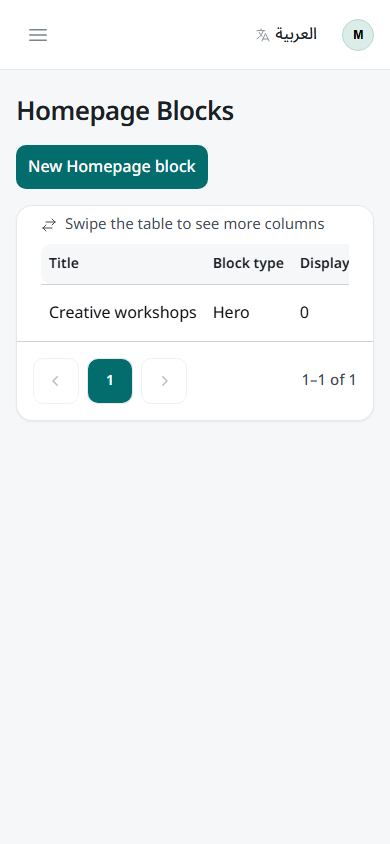 العربية
M
Homepage Blocks
New Homepage block
Swipe the table to see more columns
Title Block type Display
Creative workshops Hero 0
1 1–1 of 1